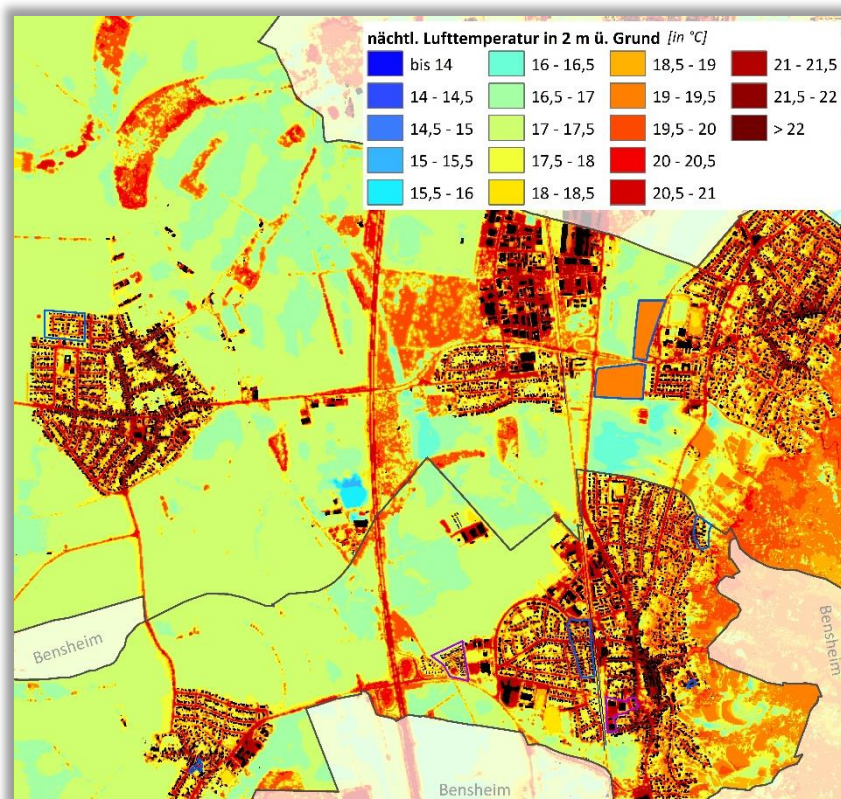 nächtl. Lufttemperatur in 2 m ü. Grund [in °C]
bis 14
14 - 14,5
14,5 - 15
15 - 15,5
15,5 - 16
16 - 16,5
16,5 - 17
17 - 17,5
17,5 - 18
18 - 18,5
18,5 - 19
19 - 19,5
19,5 - 20
20 - 20,5
20,5 - 21
21 - 21,5
21,5 - 22
> 22
Bensheim
Bensheim
Bensheim